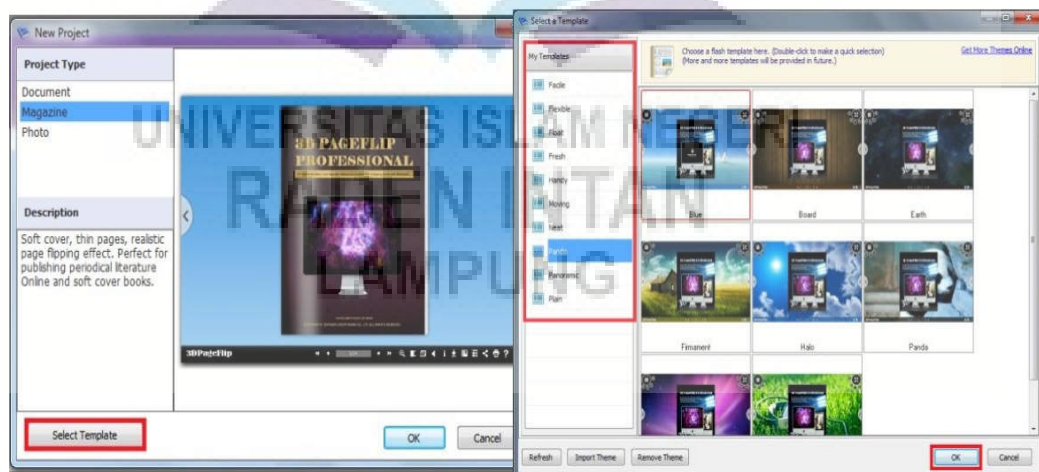 New Project
Project Type
Document
Magazine
Photo
Description
Soft cover, thin pages, realistic
page flipping effect. Perfect for
publishing periodical literature
Online and soft cover books.
3D PAGEFLIP
PROFESSIONAL
3DPageFlip
Select Template
OK
Cancel
Select a Template
My Templates
Facile
Flexible
Float
Fresh
Handy
Moving
Neat
Panda
Panoramic
Plain
Choose a flash template here. (Double-click to make a quick selection)
(More and more templates will be provided in future.)
Get More Themes Online
Blue
Board
Earth
Firmament
Halo
Panda
Refresh
Import Theme
Remove Theme
OK
Cancel
UNIVERSITAS ISLAM NEGERI
RADEN INTAN
LAMPUNG